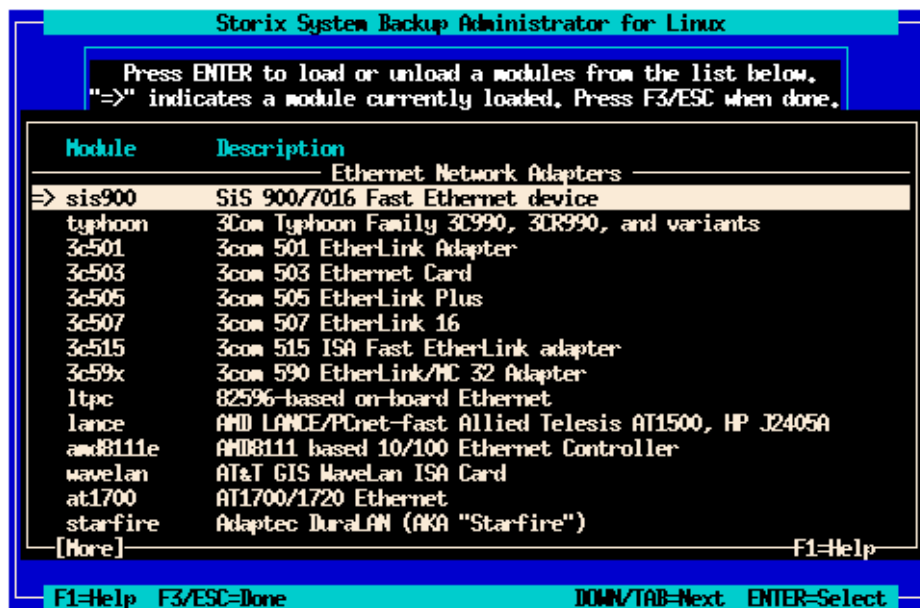 Storix System Backup Administrator for Linux
Press ENTER to load or unload a modules from the list below.
"=>" indicates a module currently loaded. Press F3/ESC when done.
Module Description
Ethernet Network Adapters
=> sis900 SiS 900/7016 Fast Ethernet device
typhoon 3Com Typhoon Family 3C990, 3CR990, and variants
3c501 3com 501 EtherLink Adapter
3c503 3com 503 Ethernet Card
3c505 3com 505 EtherLink Plus
3c507 3com 507 EtherLink 16
3c515 3com 515 ISA Fast EtherLink adapter
3c59x 3com 590 EtherLink/MC 32 Adapter
ltpc 82596-based on-board Ethernet
lance AMD LANCE/PCnet-fast Allied Telesis AT1500, HP J2405A
amd8111e AMD8111 based 10/100 Ethernet Controller
wavelan AT&T GIS WaveLan ISA Card
at1700 AT1700/1720 Ethernet
starfire Adaptec DuraLAN (AKA "Starfire")
[More] F1=Help
F1=Help F3/ESC=Done DOWN/TAB=Next ENTER=Select